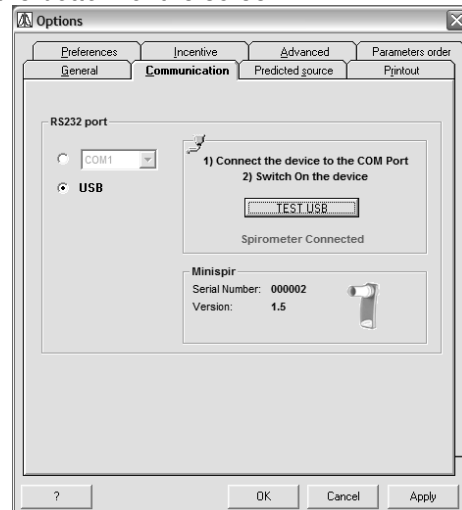 Options
Preferences Incentive Advanced Parameters order
General Communication Predicted source Printout
RS232 port
COM1
USB
1) Connect the device to the COM Port
2) Switch On the device
TEST USB
Spirometer Connected
Minispir
Serial Number: 000002
Version: 1.5
? OK Cancel Apply